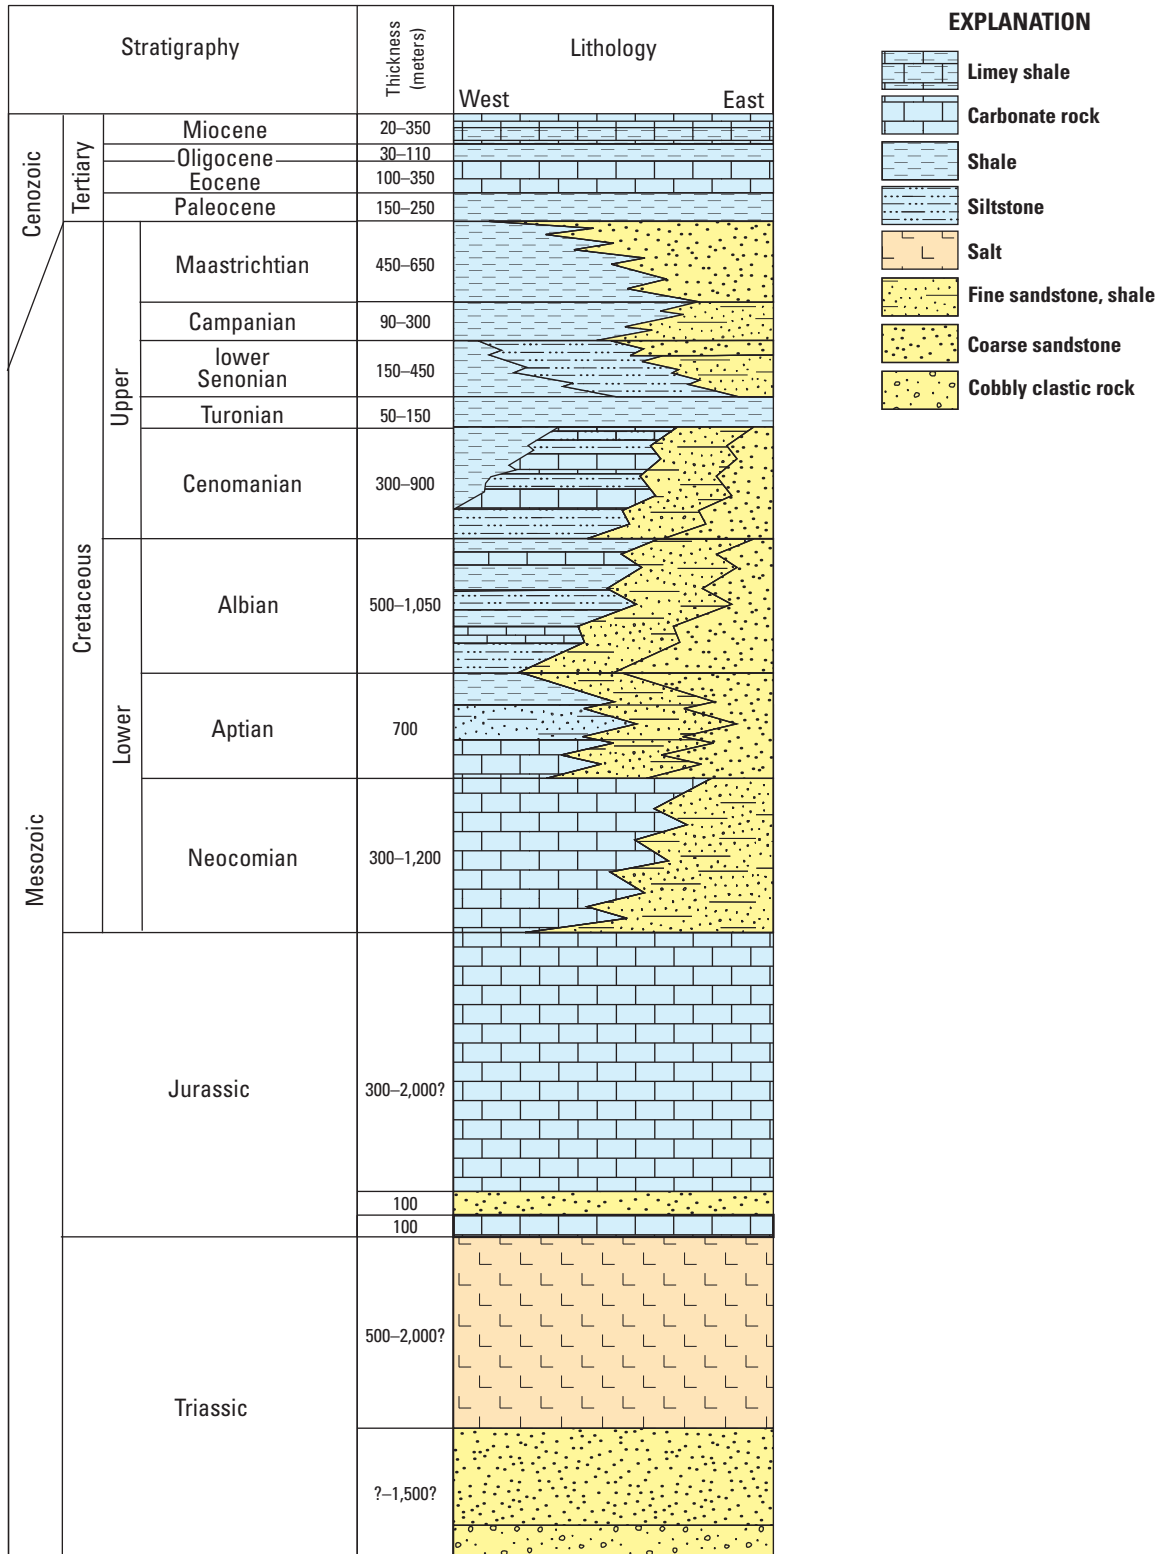 Stratigraphy
Thickness
(meters)
Lithology
West
East
Cenozoic
Tertiary
Miocene
20–350
Oligocene
30–110
Eocene
100–350
Paleocene
150–250
Mesozoic
Cretaceous
Upper
Maastrichtian
450–650
Campanian
90–300
lower
Senonian
150–450
Turonian
50–150
Cenomanian
300–900
Lower
Albian
500–1,050
Aptian
700
Neocomian
300–1,200
Jurassic
300–2,000?
100
100
Triassic
500–2,000?
?–1,500?
EXPLANATION
Limey shale
Carbonate rock
Shale
Siltstone
Salt
Fine sandstone, shale
Coarse sandstone
Cobbly clastic rock